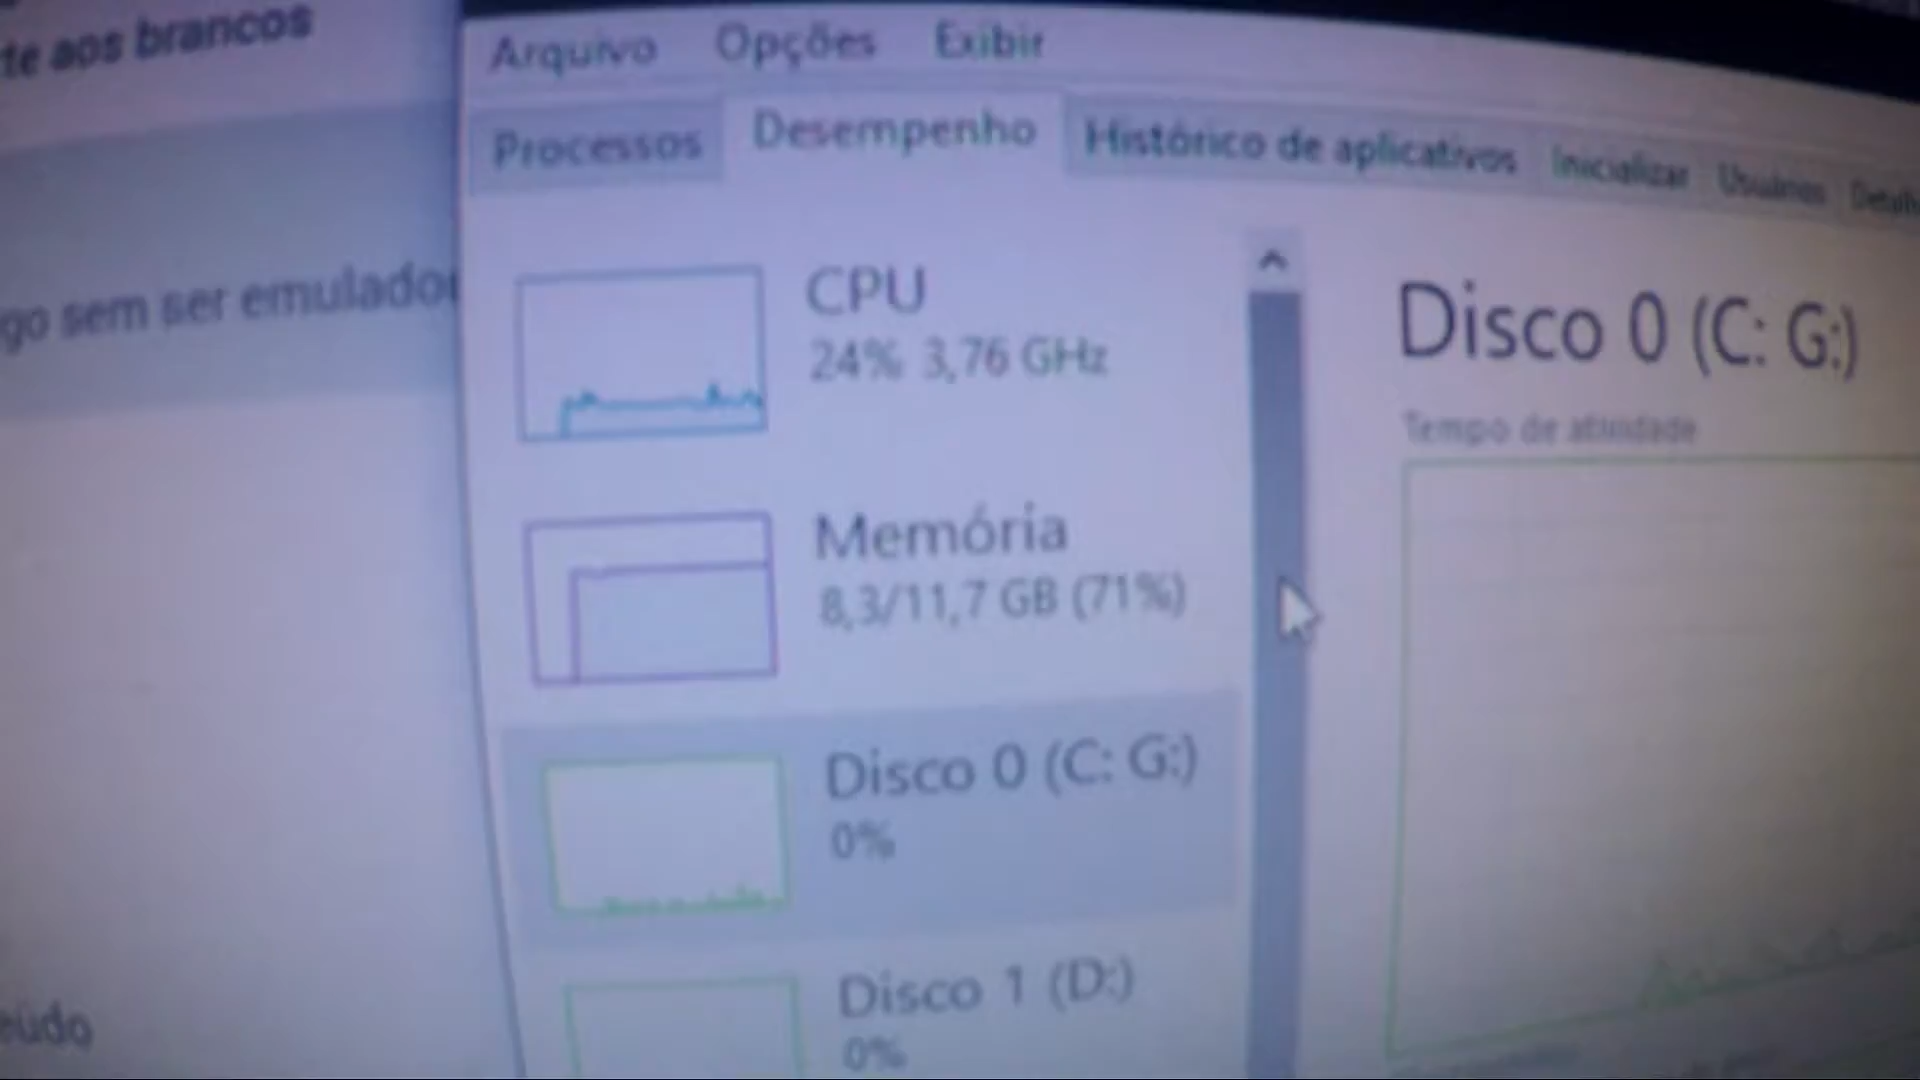 te aos brancos
go sem ser emulador
eúdo
Arquivo Opções Exibir
Processos Desempenho Histórico de aplicativos Inicializar Usuários Detalh
CPU
24% 3,76 GHz
Memória
8,3/11,7 GB (71%)
Disco 0 (C: G:)
0%
Disco 1 (D:)
0%
Disco 0 (C: G:)
Tempo de atividade